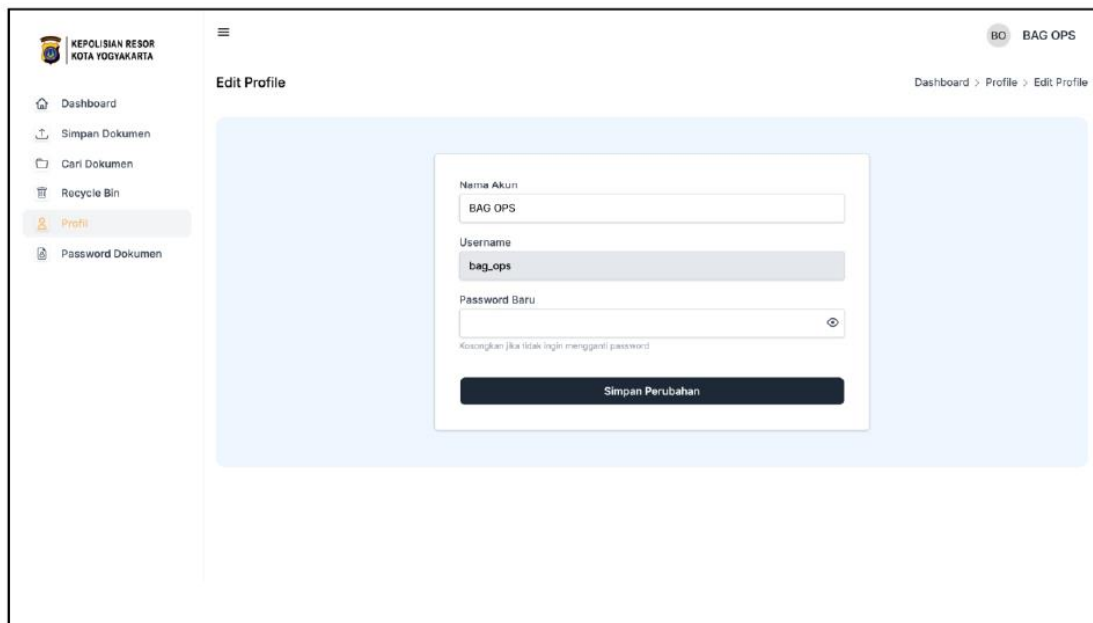 KEPOLISIAN RESOR
KOTA YOGYAKARTA
BO BAG OPS
Edit Profile
Dashboard > Profile > Edit Profile
Dashboard
Simpan Dokumen
Cari Dokumen
Recycle Bin
Profil
Password Dokumen
Nama Akun
BAG OPS
Username
bag_ops
Password Baru
Kosongkan jika tidak ingin mengganti password
Simpan Perubahan